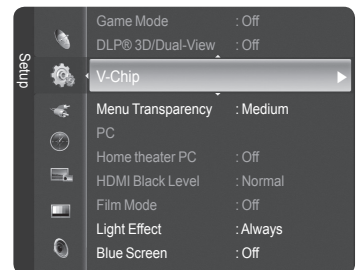 Setup
Game Mode : Off
DLP® 3D/Dual-View : Off
V-Chip
Menu Transparency : Medium
PC
Home theater PC : Off
HDMI Black Level : Normal
Film Mode : Off
Light Effect : Always
Blue Screen : Off